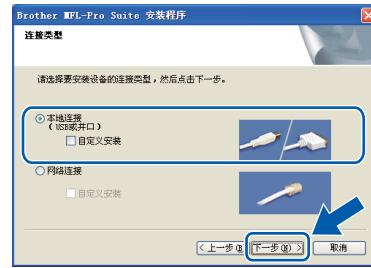 Brother MFL-Pro Suite 安装程序
连接类型
请选择要安装设备的连接类型，然后点击下一步。
本地连接
( USB或并口 )
自定义安装
网络连接
自定义安装
< 上一步(B) 下一步(N) > 取消